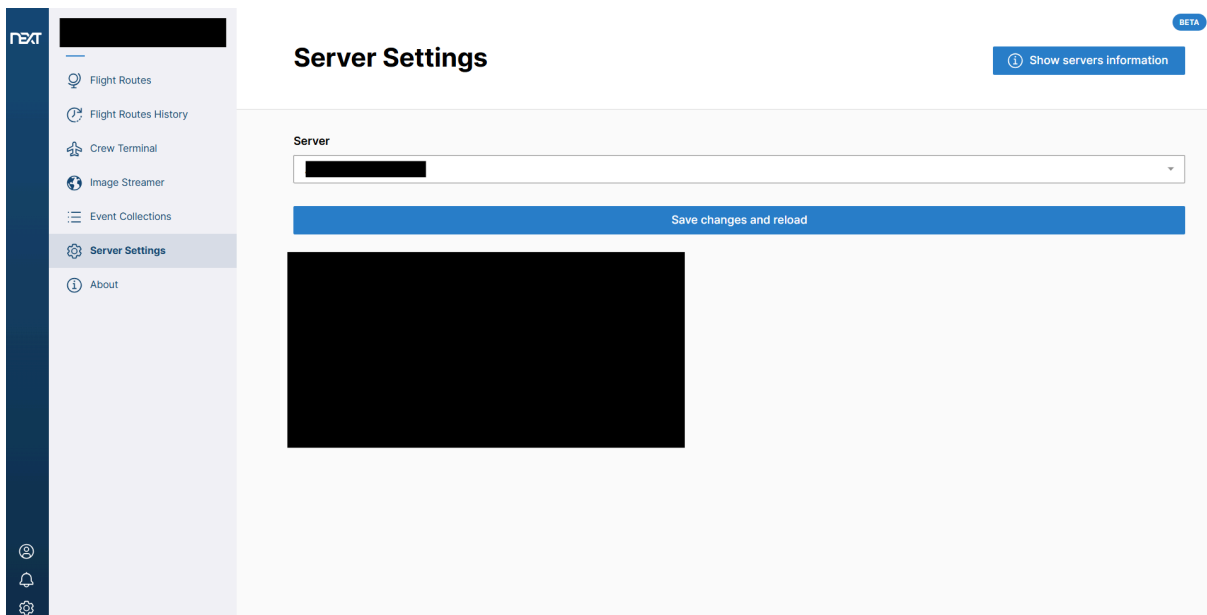 NEXT
Flight Routes
Flight Routes History
Crew Terminal
Image Streamer
Event Collections
Server Settings
About
BETA
Server Settings
Show servers information
Server
Save changes and reload